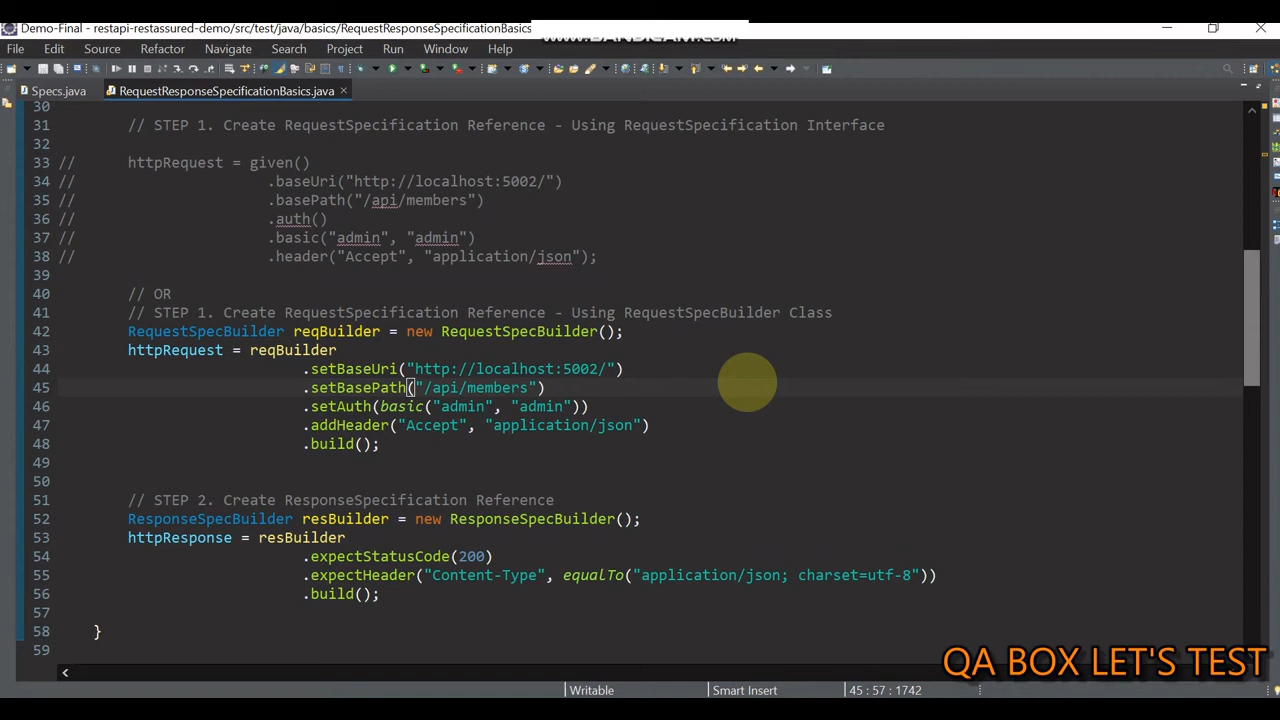 Demo-Final - restapi-restassured-demo/src/test/java/basics/RequestResponseSpecificationBasics
www.BANDICAM.com
File Edit Source Refactor Navigate Search Project Run Window Help
Specs.java RequestResponseSpecificationBasics.java
30
31 // STEP 1. Create RequestSpecification Reference - Using RequestSpecification Interface
32
33 // httpRequest = given()
34 // .baseUri("http://localhost:5002/")
35 // .basePath("/api/members")
36 // .auth()
37 // .basic("admin", "admin")
38 // .header("Accept", "application/json");
39
40 // OR
41 // STEP 1. Create RequestSpecification Reference - Using RequestSpecBuilder Class
42 RequestSpecBuilder reqBuilder = new RequestSpecBuilder();
43 httpRequest = reqBuilder
44 .setBaseUri("http://localhost:5002/")
45 .setBasePath("/api/members")
46 .setAuth(basic("admin", "admin"))
47 .addHeader("Accept", "application/json")
48 .build();
49
50
51 // STEP 2. Create ResponseSpecification Reference
52 ResponseSpecBuilder resBuilder = new ResponseSpecBuilder();
53 httpResponse = resBuilder
54 .expectStatusCode(200)
55 .expectHeader("Content-Type", equalTo("application/json; charset=utf-8"))
56 .build();
57
58 }
59
QA BOX LET'S TEST
Writable Smart Insert 45 : 57 : 1742